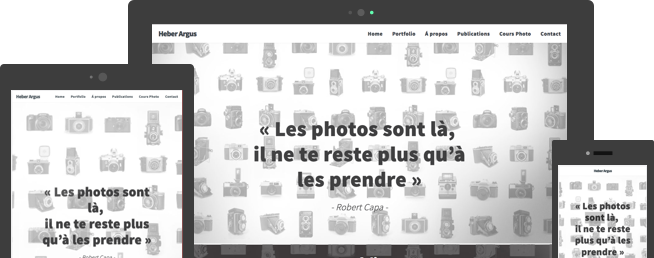 Heber Argus
Home Portfolio À propos Publications Cours Photo Contact
« Les photos sont là,
il ne te reste plus qu’à
les prendre »
- Robert Capa -
Heber Argus
Home Portfolio À propos Publications Cours Photo Contact
« Les photos sont
là,
il ne te reste plus
qu’à les prendre »
- Robert Capa -
Heber Argus
« Les photos
sont là,
il ne te reste
plus qu’à les
prendre »